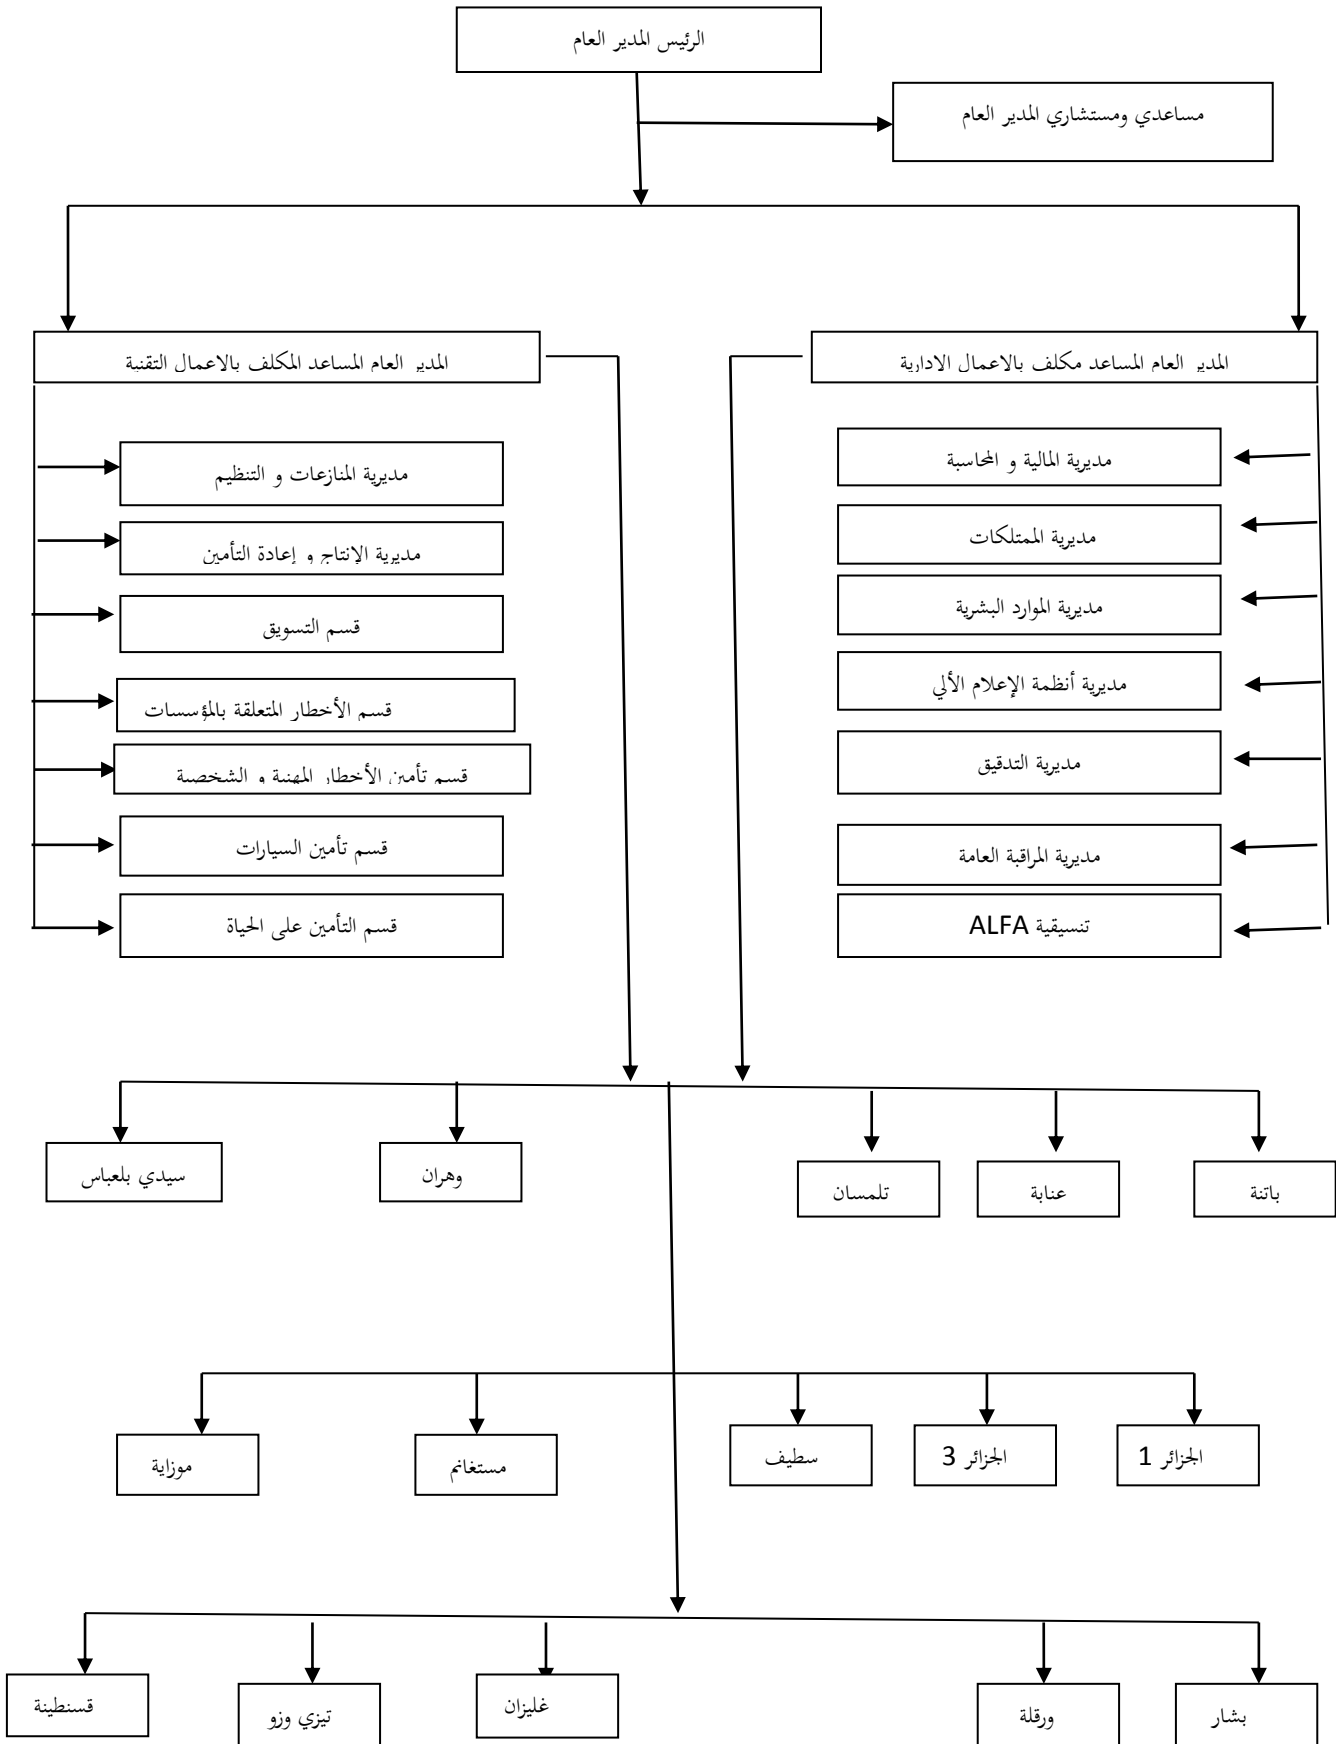 الرئيس المدير العام
مساعدي ومستشاري المدير العام
المدير العام المساعد مكلف بالاعمال الادارية
المدير العام المساعد المكلف بالاعمال التقنية
مديرية المالية و المحاسبة
مديرية الممتلكات
مديرية الموارد البشرية
مديرية أنظمة الإعلام الألي
مديرية التدقيق
مديرية المراقبة العامة
تنسيقية ALFA
مديرية المنازعات و التنظيم
مديرية الإنتاج و إعادة التأمين
قسم التسويق
قسم الأخطار المتعلقة بالمؤسسات
قسم تأمين الأخطار المهنية و الشخصية
قسم تأمين السيارات
قسم التأمين على الحياة
باتنة
عنابة
تلمسان
وهران
سيدي بلعباس
الجزائر 1
الجزائر 3
سطيف
مستغانم
موزاية
بشار
ورقلة
غليزان
تيزي وزو
قسنطينة